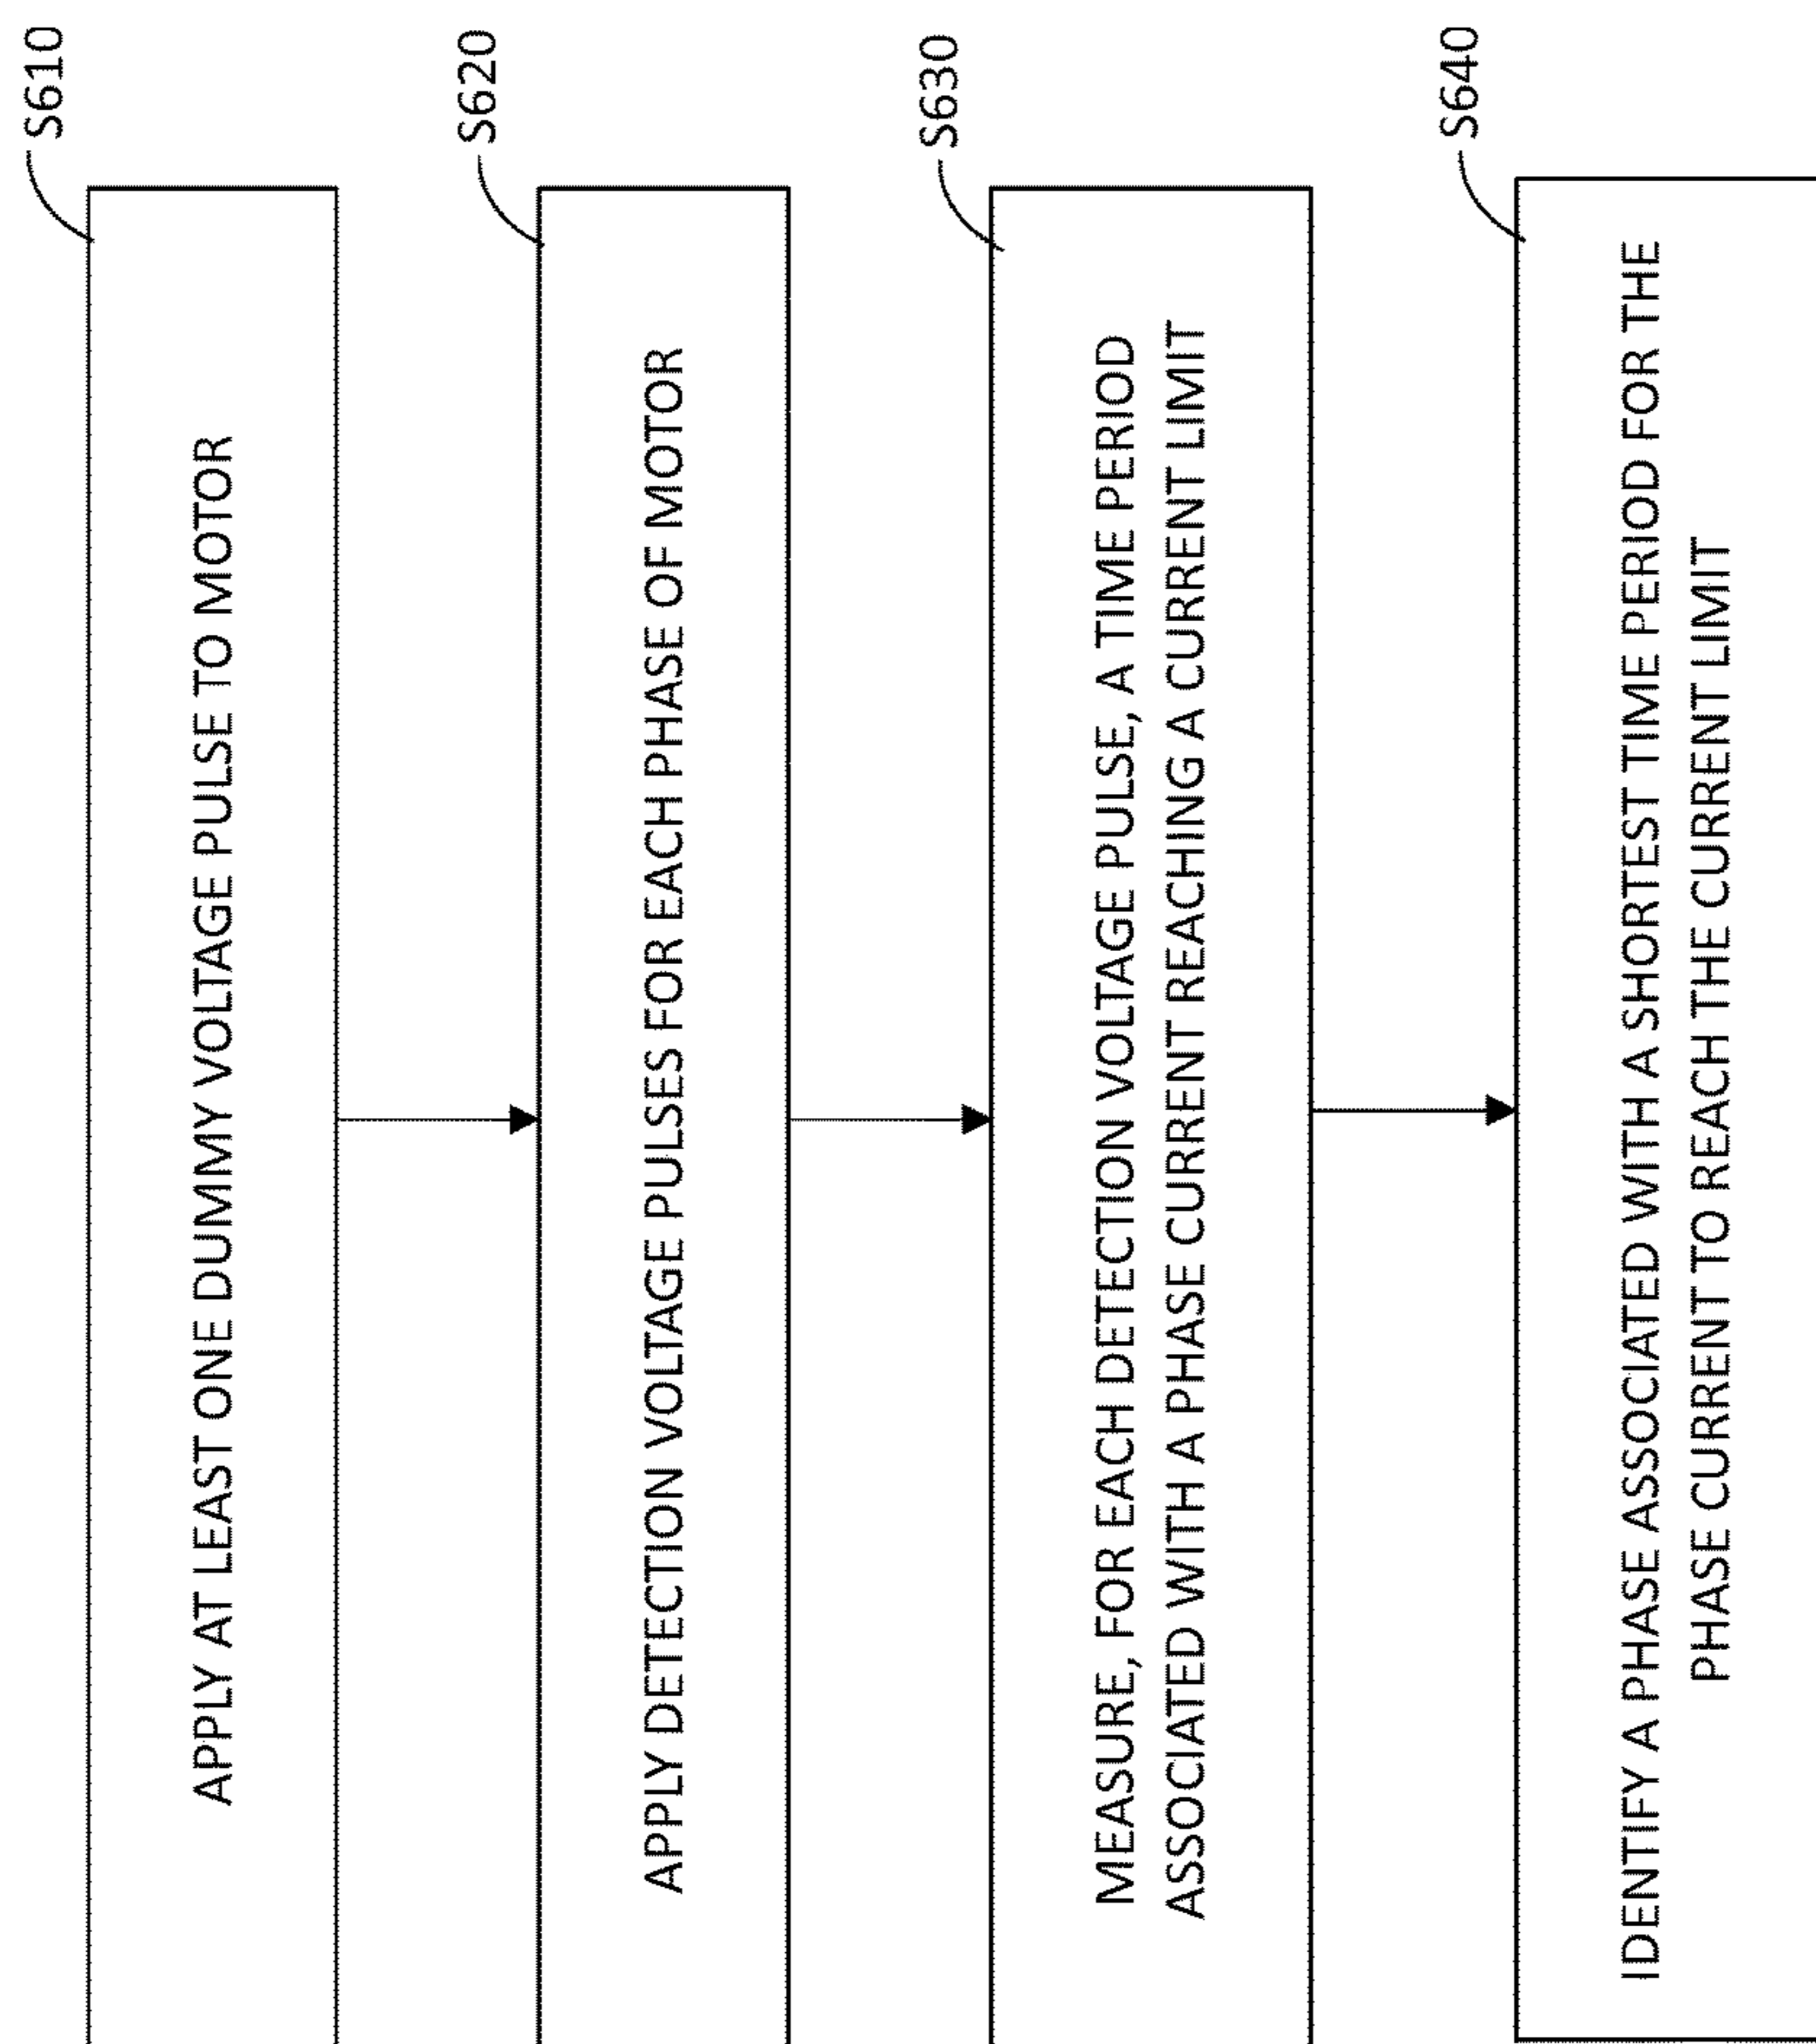 S610
APPLY AT LEAST ONE DUMMY VOLTAGE PULSE TO MOTOR
S620
APPLY DETECTION VOLTAGE PULSES FOR EACH PHASE OF MOTOR
S630
MEASURE, FOR EACH DETECTION VOLTAGE PULSE, A TIME PERIOD
ASSOCIATED WITH A PHASE CURRENT REACHING A CURRENT LIMIT
S640
IDENTIFY A PHASE ASSOCIATED WITH A SHORTEST TIME PERIOD FOR THE
PHASE CURRENT TO REACH THE CURRENT LIMIT